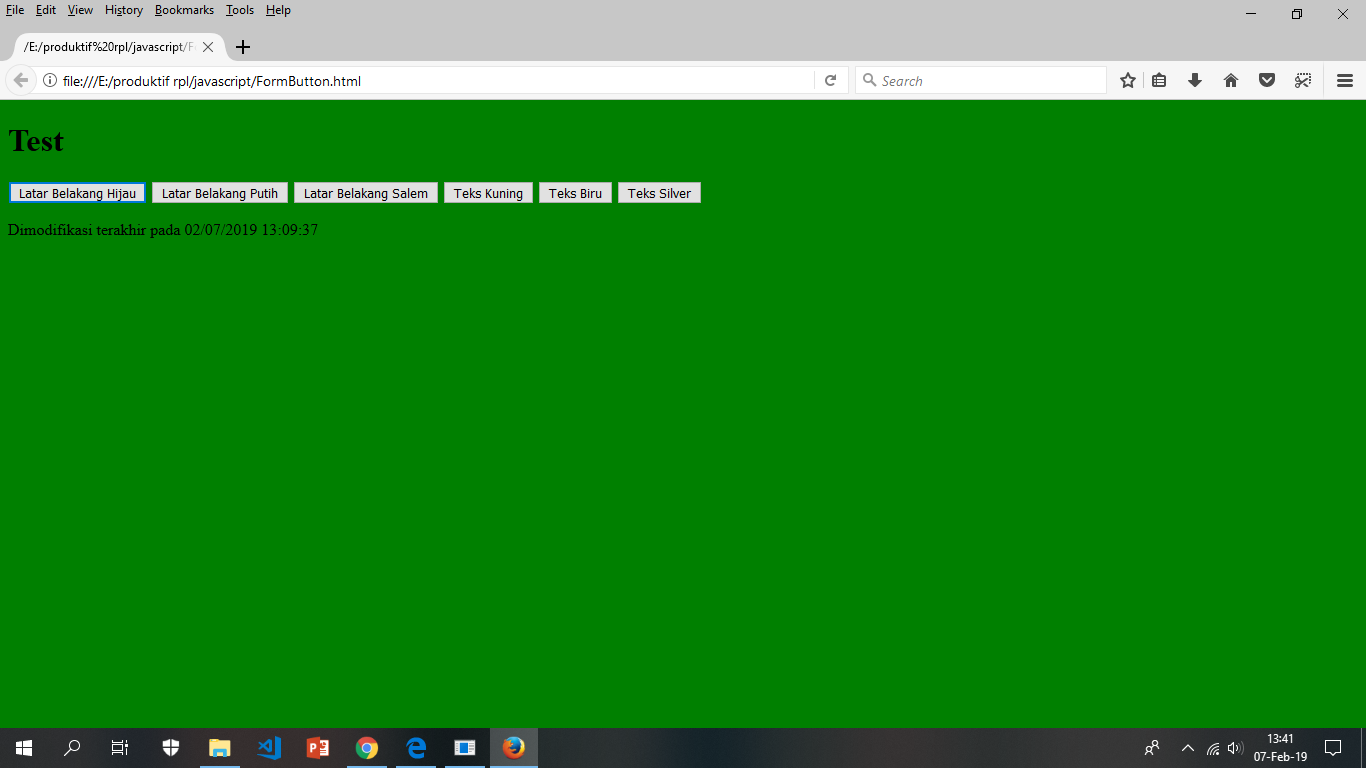 File Edit View History Bookmarks Tools Help
/E:/produktif%20rpl/javascript/F
file:///E:/produktif rpl/javascript/FormButton.html
Search
Test
Latar Belakang Hijau Latar Belakang Putih Latar Belakang Salem Teks Kuning Teks Biru Teks Silver
Dimodifikasi terakhir pada 02/07/2019 13:09:37
13:41
07-Feb-19